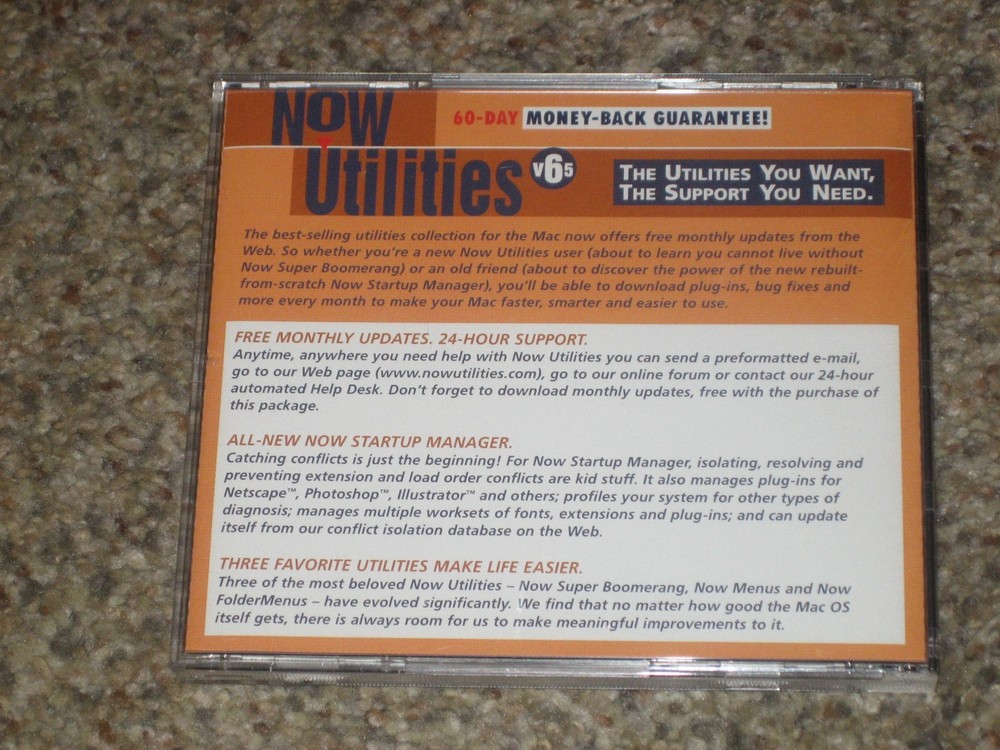 NOW
Utilities v6.5
60-DAY MONEY-BACK GUARANTEE!
THE UTILITIES YOU WANT,
THE SUPPORT YOU NEED.
The best-selling utilities collection for the Mac now offers free monthly updates from the
Web. So whether you're a new Now Utilities user (about to learn you cannot live without
Now Super Boomerang) or an old friend (about to discover the power of the new rebuilt-
from-scratch Now Startup Manager), you'll be able to download plug-ins, bug fixes and
more every month to make your Mac faster, smarter and easier to use.
FREE MONTHLY UPDATES. 24-HOUR SUPPORT.
Anytime, anywhere you need help with Now Utilities you can send a preformatted e-mail,
go to our Web page (www.nowutilities.com), go to our online forum or contact our 24-hour
automated Help Desk. Don't forget to download monthly updates, free with the purchase of
this package.
ALL-NEW NOW STARTUP MANAGER.
Catching conflicts is just the beginning! For Now Startup Manager, isolating, resolving and
preventing extension and load order conflicts are kid stuff. It also manages plug-ins for
Netscape™, Photoshop™, Illustrator™ and others; profiles your system for other types of
diagnosis; manages multiple worksets of fonts, extensions and plug-ins; and can update
itself from our conflict isolation database on the Web.
THREE FAVORITE UTILITIES MAKE LIFE EASIER.
Three of the most beloved Now Utilities – Now Super Boomerang, Now Menus and Now
FolderMenus – have evolved significantly. We find that no matter how good the Mac OS
itself gets, there is always room for us to make meaningful improvements to it.